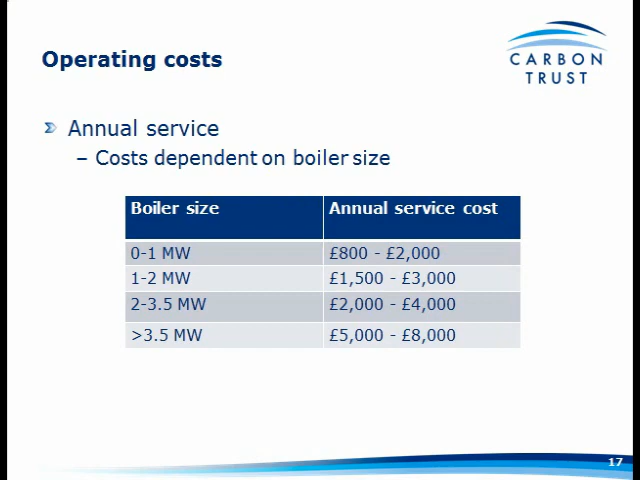 Operating costs
CARBON
TRUST
Annual service
– Costs dependent on boiler size
Boiler size Annual service cost
0-1 MW £800 - £2,000
1-2 MW £1,500 - £3,000
2-3.5 MW £2,000 - £4,000
>3.5 MW £5,000 - £8,000
17